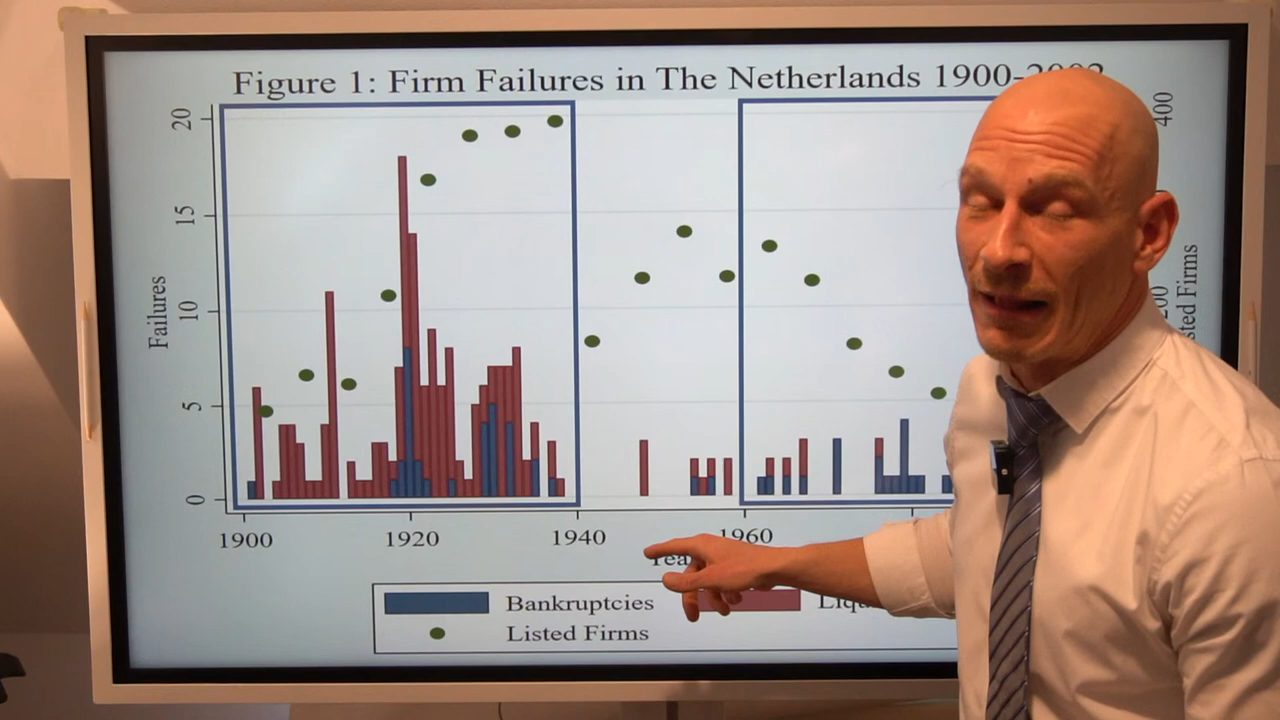 Figure 1: Firm Failures in The Netherlands 1900-
20
15
10
5
0
Failures
400
200
1900
1920
1940
1960
Bankruptcies
Listed Firms